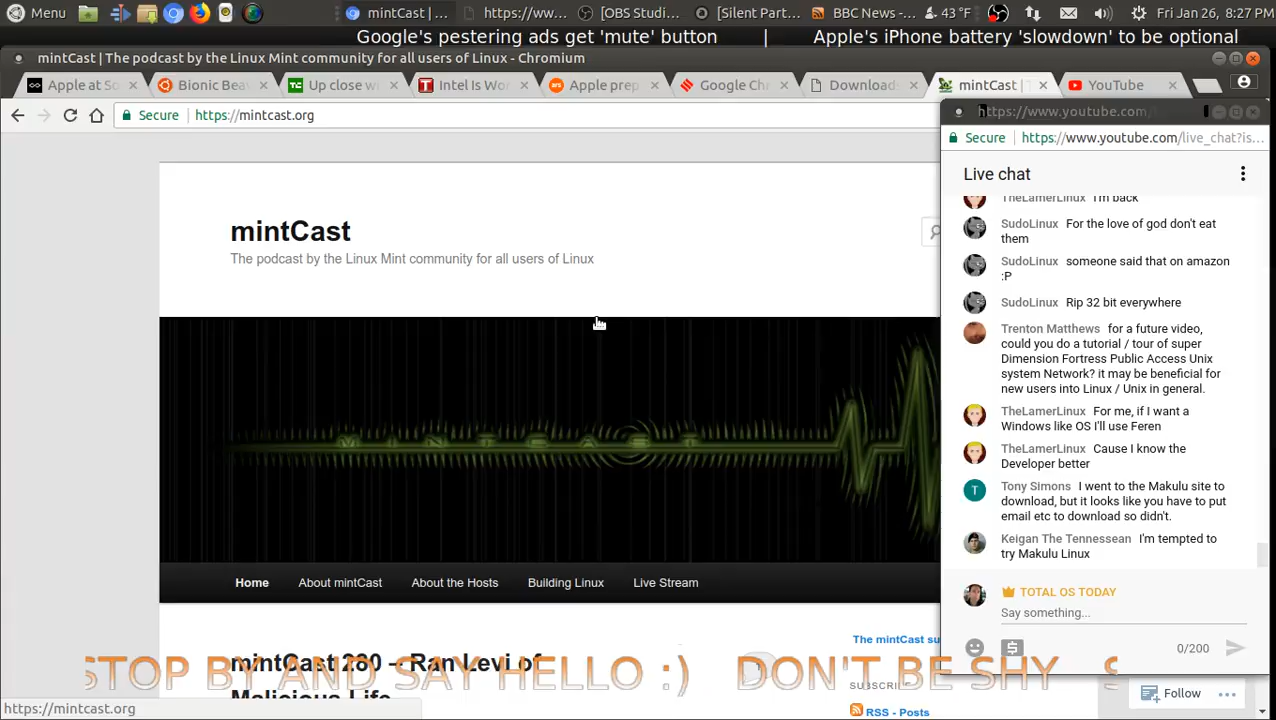 Menu
mintCast | ...
https://ww...
[OBS Studi...
[Silent Part...
BBC News -...
43 °F
Fri Jan 26, 8:27 PM
Google's pestering ads get 'mute' button | Apple's iPhone battery 'slowdown' to be optional
mintCast | The podcast by the Linux Mint community for all users of Linux - Chromium
Apple at So
Bionic Bea
Up close w
Intel Is Wor
Apple prep
Google Chr
Downloads
mintCast | T
YouTube
Secure | https://mintcast.org
https://www.youtube.com/
Secure | https://www.youtube.com/live_chat?is...
Live chat
TheLamerLinux I'm back
SudoLinux For the love of god don't eat
them
SudoLinux someone said that on amazon
:P
SudoLinux Rip 32 bit everywhere
Trenton Matthews for a future video,
could you do a tutorial / tour of super
Dimension Fortress Public Access Unix
system Network? it may be beneficial for
new users into Linux / Unix in general.
TheLamerLinux For me, if I want a
Windows like OS I'll use Feren
TheLamerLinux Cause I know the
Developer better
T
Tony Simons I went to the Makulu site to
download, but it looks like you have to put
email etc to download so didn't.
Keigan The Tennessean I'm tempted to
try Makulu Linux
TOTAL OS TODAY
Say something...
0/200
mintCast
The podcast by the Linux Mint community for all users of Linux
MINTCAST
Home
About mintCast
About the Hosts
Building Linux
Live Stream
mintCast 280 – Ran Levi of
Malicious Life
The mintCast su
SUBSCRI
RSS - Posts
STOP BY AND SAY HELLO :) DON'T BE SHY S
Follow
https://mintcast.org